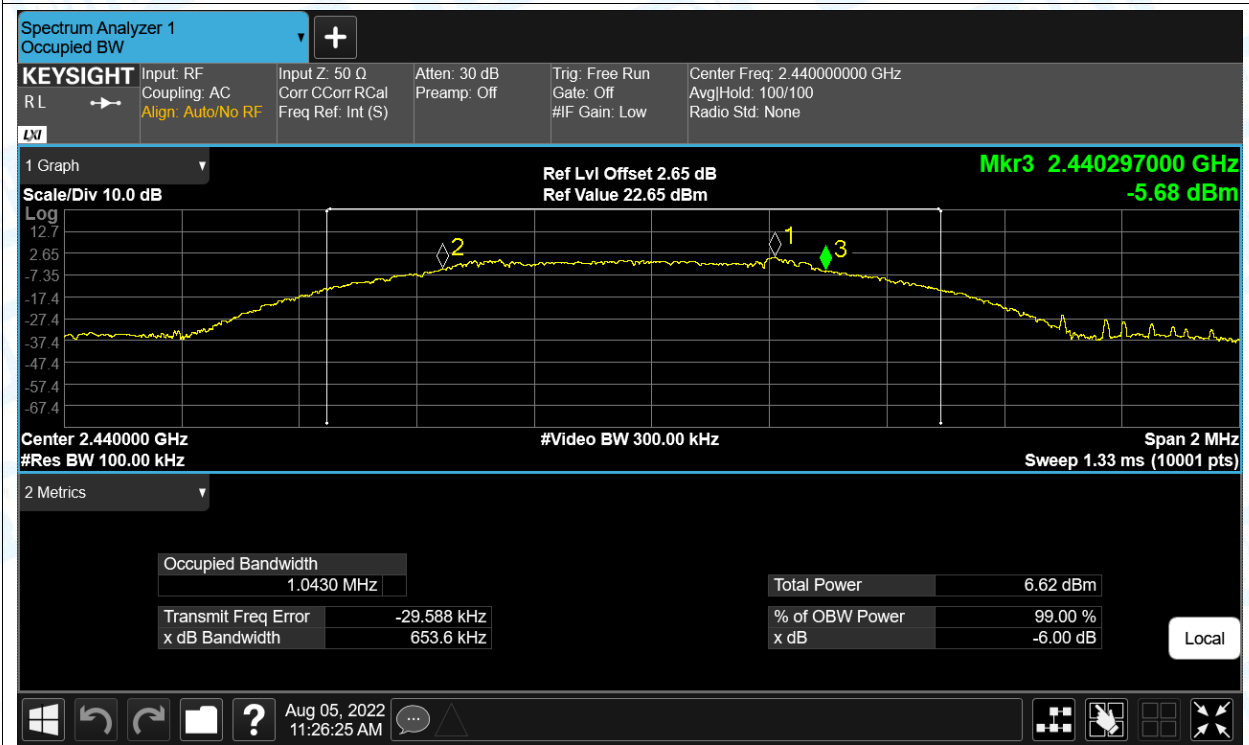 Spectrum Analyzer 1
Occupied BW
KEYSIGHT
R L
LXI
Input: RF
Coupling: AC
Align: Auto/No RF
Input Z: 50 Ω
Corr CCorr RCal
Freq Ref: Int (S)
Atten: 30 dB
Preamp: Off
Trig: Free Run
Gate: Off
#IF Gain: Low
Center Freq: 2.440000000 GHz
Avg|Hold: 100/100
Radio Std: None
1 Graph
Scale/Div 10.0 dB
Ref Lvl Offset 2.65 dB
Ref Value 22.65 dBm
Mkr3 2.440297000 GHz
-5.68 dBm
Log
12.7
2.65
-7.35
-17.4
-27.4
-37.4
-47.4
-57.4
-67.4
2
1
3
Center 2.440000 GHz
#Video BW 300.00 kHz
Span 2 MHz
#Res BW 100.00 kHz
Sweep 1.33 ms (10001 pts)
2 Metrics
Occupied Bandwidth
1.0430 MHz
Total Power 6.62 dBm
Transmit Freq Error -29.588 kHz
% of OBW Power 99.00 %
x dB Bandwidth 653.6 kHz
x dB -6.00 dB
Local
?
Aug 05, 2022
11:26:25 AM